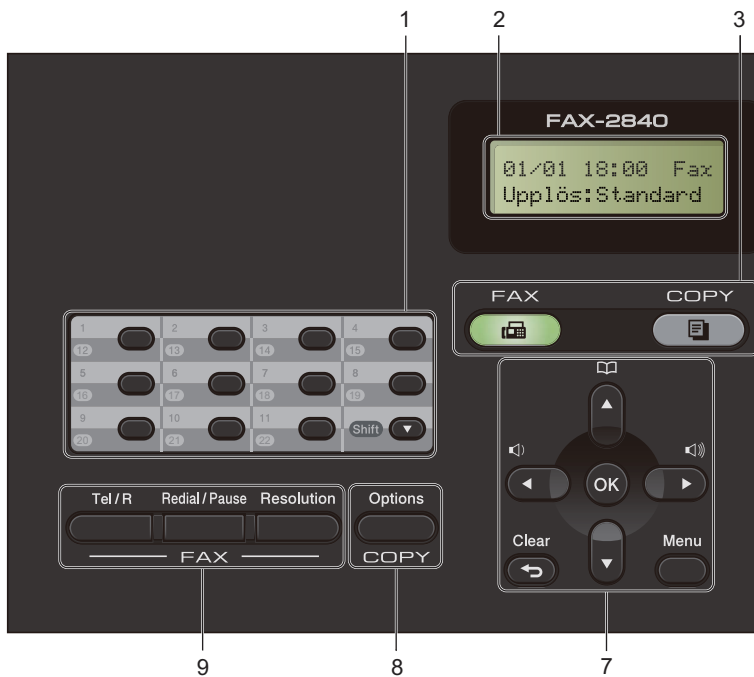 1 2 3
FAX-2840
01/01 18:00 Fax
Upplös:Standard
FAX COPY
1 2 3 4
12 13 14 15
5 6 7 8
16 17 18 19
9 10 11 Shift
20 21 22
OK
Tel / R Redial / Pause Resolution Options
FAX COPY
Clear Menu
9 8 7